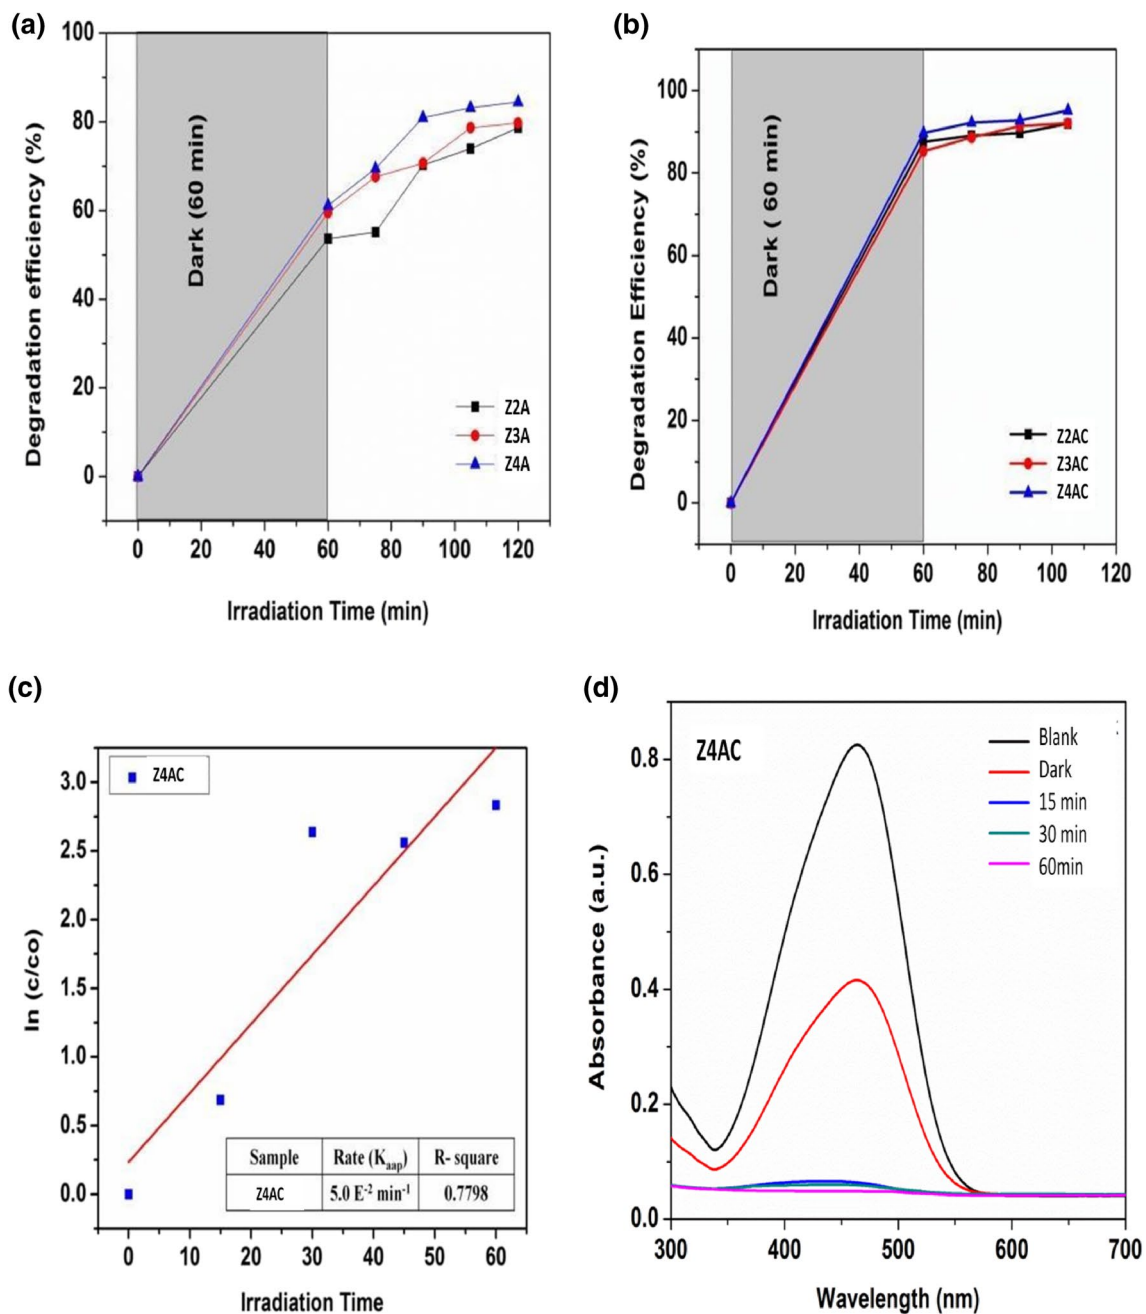 (a)
100
80
60
40
20
0
Degradation efficiency (%)
Dark (60 min)
Z2A
Z3A
Z4A
0 20 40 60 80 100 120
Irradiation Time (min)
(b)
100
80
60
40
20
0
Degradation Efficiency (%)
Dark ( 60 min)
Z2AC
Z3AC
Z4AC
0 20 40 60 80 100 120
Irradiation Time (min)
(c)
3.0
2.5
2.0
1.5
1.0
0.5
0.0
ln (c/co)
Z4AC
Sample Rate (Kaap) R- square
Z4AC 5.0 E-2 min-1 0.7798
0 10 20 30 40 50 60
Irradiation Time
(d)
0.8
0.6
0.4
0.2
0.0
Absorbance (a.u.)
Z4AC
Blank
Dark
15 min
30 min
60min
300 400 500 600 700
Wavelength (nm)